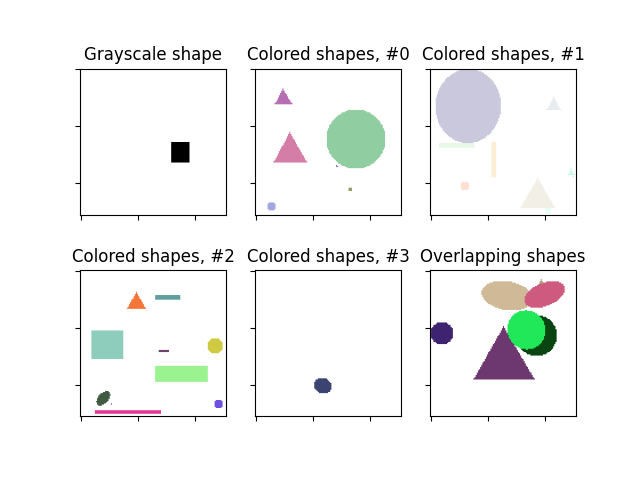 Grayscale shape
Colored shapes, #0
Colored shapes, #1
Colored shapes, #2
Colored shapes, #3
Overlapping shapes